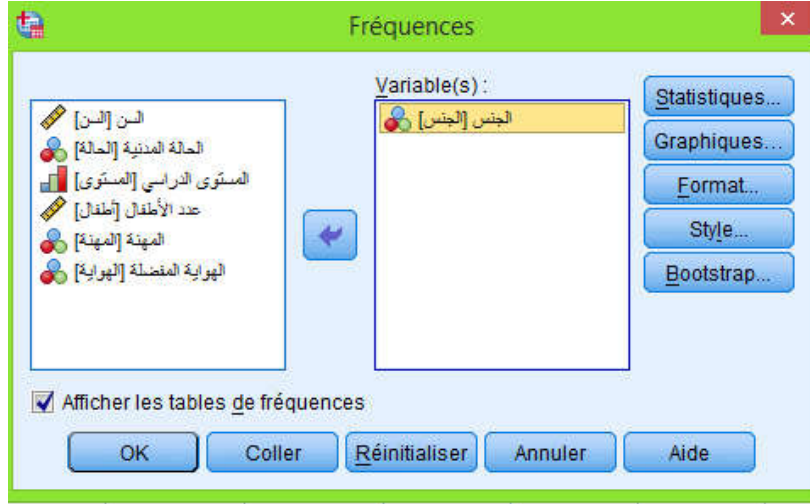 Fréquences
Variable(s) :
السن [السن]
الحالة المدنية [الحالة]
المستوى الدراسي [المستوى]
عدد الأطفال [أطفال]
المهنة [المهنة]
الهواية المفضلة [الهواية]
الجنس [الجنس]
Statistiques...
Graphiques...
Format...
Style...
Bootstrap...
Afficher les tables de fréquences
OK
Coller
Réinitialiser
Annuler
Aide